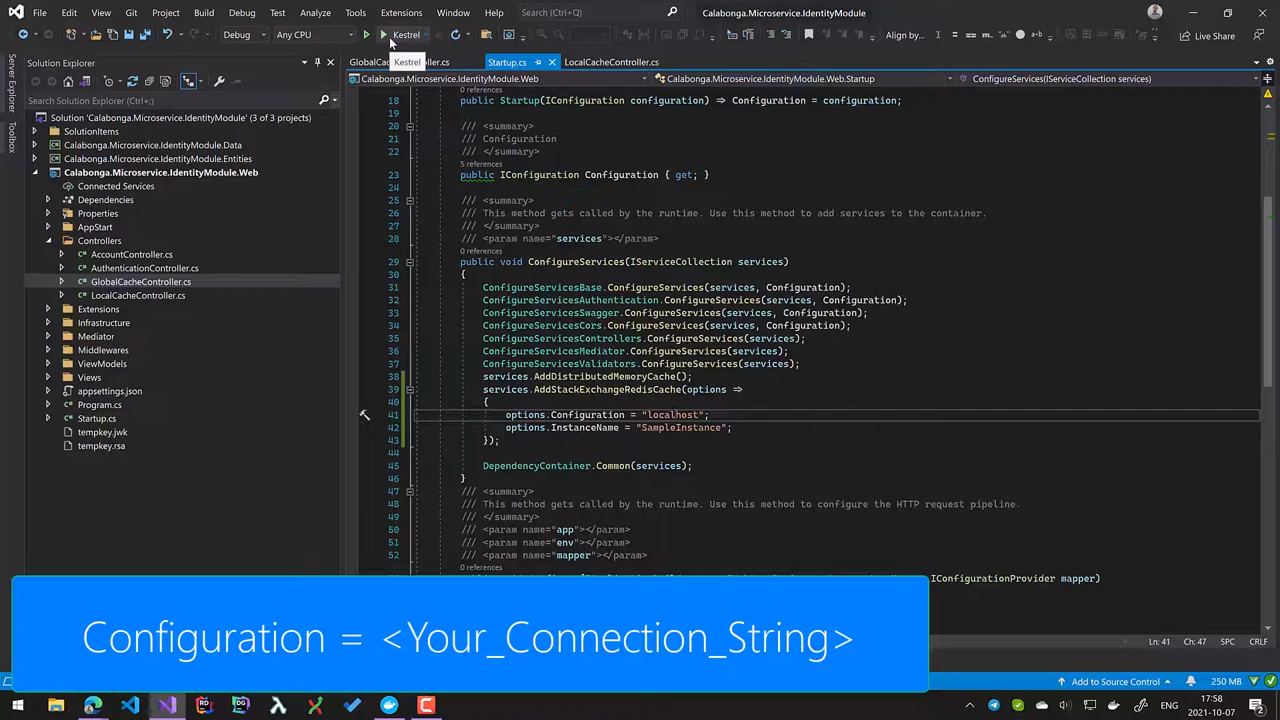 File Edit View Git Project Build Debug Test Analyze Tools Extensions Window Help Search (Ctrl+Q) Calabonga.Microservice.IdentityModule
Debug Any CPU Kestrel Align by... Live Share
Kestrel
Server Explorer
Toolbox
Solution Explorer
Search Solution Explorer (Ctrl+;)
Solution 'Calabonga.Microservice.IdentityModule' (3 of 3 projects)
SolutionItems
Calabonga.Microservice.IdentityModule.Data
Calabonga.Microservice.IdentityModule.Entities
Calabonga.Microservice.IdentityModule.Web
Connected Services
Dependencies
Properties
AppStart
Controllers
AccountController.cs
AuthenticationController.cs
GlobalCacheController.cs
LocalCacheController.cs
Extensions
Infrastructure
Mediator
Middlewares
ViewModels
Views
appsettings.json
Program.cs
Startup.cs
tempkey.jwk
tempkey.rsa
Startup.cs LocalCacheController.cs
Calabonga.Microservice.IdentityModule.Web Calabonga.Microservice.IdentityModule.Web.Startup ConfigureServices(IServiceCollection services)
0 references
18 public Startup(IConfiguration configuration) => Configuration = configuration;
19
20 /// <summary>
21 /// Configuration
22 /// </summary>
5 references
23 public IConfiguration Configuration { get; }
24
25 /// <summary>
26 /// This method gets called by the runtime. Use this method to add services to the container.
27 /// </summary>
28 /// <param name="services"></param>
0 references
29 public void ConfigureServices(IServiceCollection services)
30 {
31 ConfigureServicesBase.ConfigureServices(services, Configuration);
32 ConfigureServicesAuthentication.ConfigureServices(services, Configuration);
33 ConfigureServicesSwagger.ConfigureServices(services, Configuration);
34 ConfigureServicesCors.ConfigureServices(services, Configuration);
35 ConfigureServicesControllers.ConfigureServices(services);
36 ConfigureServicesMediator.ConfigureServices(services);
37 ConfigureServicesValidators.ConfigureServices(services);
38 services.AddDistributedMemoryCache();
39 services.AddStackExchangeRedisCache(options =>
40 {
41 options.Configuration = "localhost";
42 options.InstanceName = "SampleInstance";
43 });
44
45 DependencyContainer.Common(services);
46 }
47 /// <summary>
48 /// This method gets called by the runtime. Use this method to configure the HTTP request pipeline.
49 /// </summary>
50 /// <param name="app"></param>
51 /// <param name="env"></param>
52 /// <param name="mapper"></param>
0 references
IConfigurationProvider mapper)
Configuration = <Your_Connection_String>
Ln: 41 Ch: 47 SPC CRLF
Add to Source Control 250 MB
ENG 17:58
2021-10-07